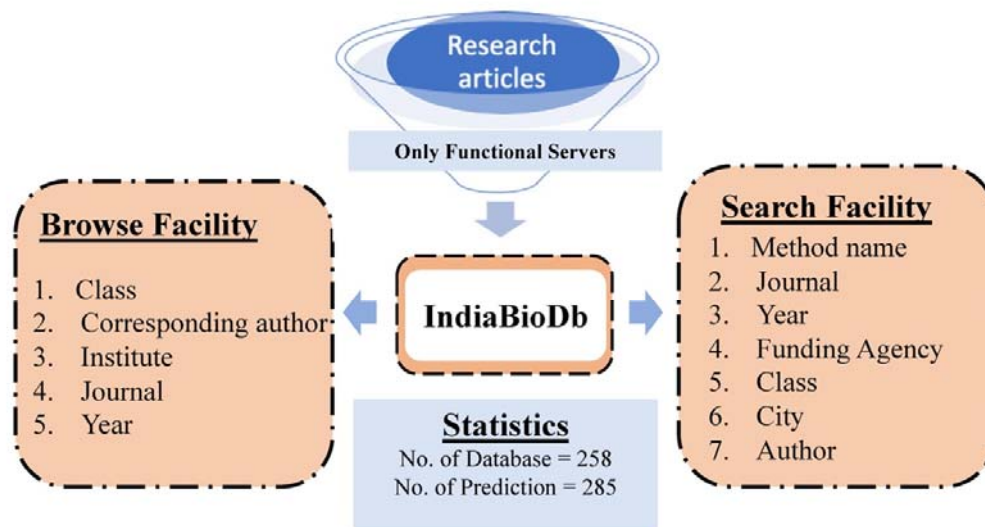 Research
articles
Only Functional Servers
Browse Facility
1. Class
2. Corresponding author
3. Institute
4. Journal
5. Year
IndiaBioDb
Search Facility
1. Method name
2. Journal
3. Year
4. Funding Agency
5. Class
6. City
7. Author
Statistics
No. of Database = 258
No. of Prediction = 285